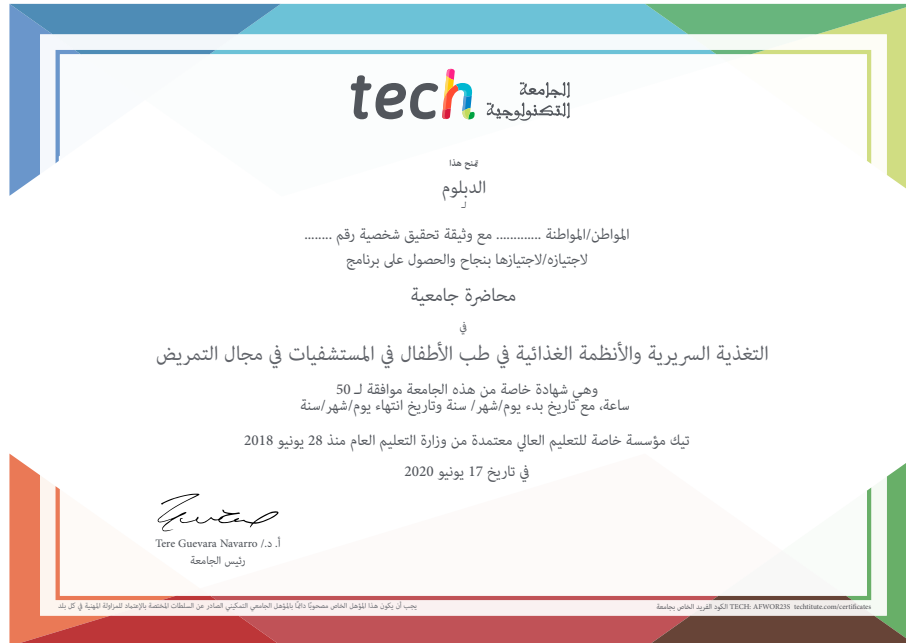 tech الجامعة
التكنولوجية
تمنح هذا
الدبلوم
لـ
المواطن/المواطنة ............. مع وثيقة تحقيق شخصية رقم ........
لاجتيازه/لاجتيازها بنجاح والحصول على برنامج
محاضرة جامعية
في
التغذية السريرية والأنظمة الغذائية في طب الأطفال في المستشفيات في مجال التمريض
وهي شهادة خاصة من هذه الجامعة موافقة لـ 50
ساعة، مع تاريخ بدء يوم/شهر/ سنة وتاريخ انتهاء يوم/شهر/سنة
تيك مؤسسة خاصة للتعليم العالي معتمدة من وزارة التعليم العام منذ 28 يونيو 2018
في تاريخ 17 يونيو 2020
أ. د./ Tere Guevara Navarro
رئيس الجامعة
يجب أن يكون هذا المؤهل الخاص مصحوبًا دائمًا بالمؤهل الجامعي التمكيني الصادر عن السلطات المختصة بالإعتماد للمزاولة المهنية في كل بلد
الكود الفريد الخاص بجامعة TECH: AFWOR23S techtitute.com/certificates